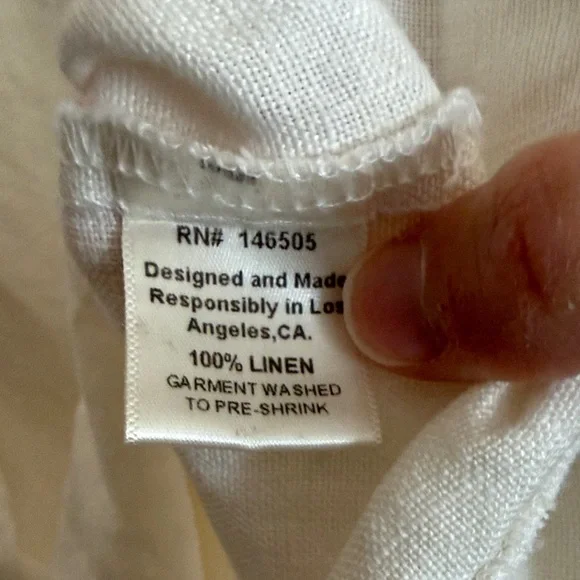 RN# 146505
Designed and Made
Responsibly in Los
Angeles,CA.
100% LINEN
GARMENT WASHED
TO PRE-SHRINK